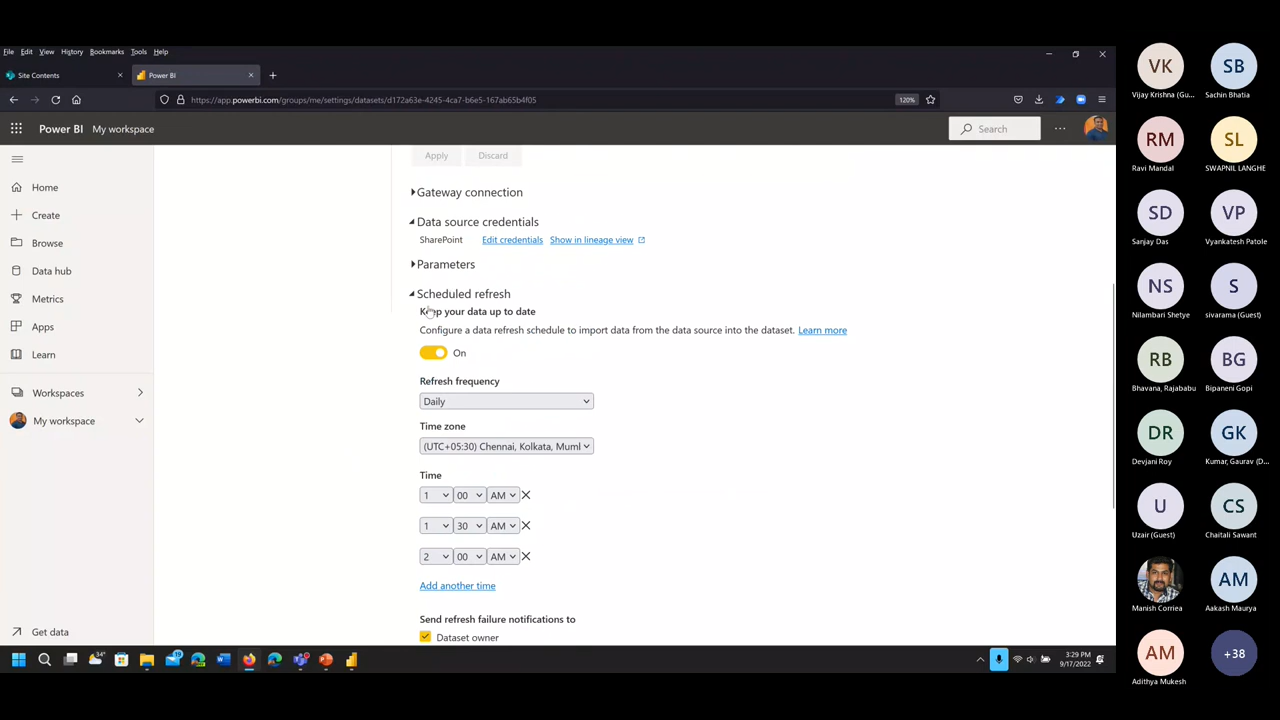 File Edit View History Bookmarks Tools Help
Site Contents
Power BI
https://app.powerbi.com/groups/me/settings/datasets/d172a63e-4245-4ca7-b6e5-167ab65b4f05
120%
Power BI My workspace
Search
Home
Create
Browse
Data hub
Metrics
Apps
Learn
Workspaces
My workspace
Get data
Apply Discard
Gateway connection
Data source credentials
SharePoint Edit credentials Show in lineage view
Parameters
Scheduled refresh
Keep your data up to date
Configure a data refresh schedule to import data from the data source into the dataset. Learn more
On
Refresh frequency
Daily
Time zone
(UTC+05:30) Chennai, Kolkata, Muml
Time
1 00 AM
1 30 AM
2 00 AM
Add another time
Send refresh failure notifications to
Dataset owner
34°
19
3:29 PM
9/17/2022
VK SB
Vijay Krishna (Gu... Sachin Bhatia
RM SL
Ravi Mandal SWAPNIL LANGHE
SD VP
Sanjay Das Vyankatesh Patole
NS S
Nilambari Shetye sivarama (Guest)
RB BG
Bhavana, Rajababu Bipaneni Gopi
DR GK
Devjani Roy Kumar, Gaurav (D...
U CS
Uzair (Guest) Chaitali Sawant
AM
Manish Corriea Aakash Maurya
AM +38
Adithya Mukesh